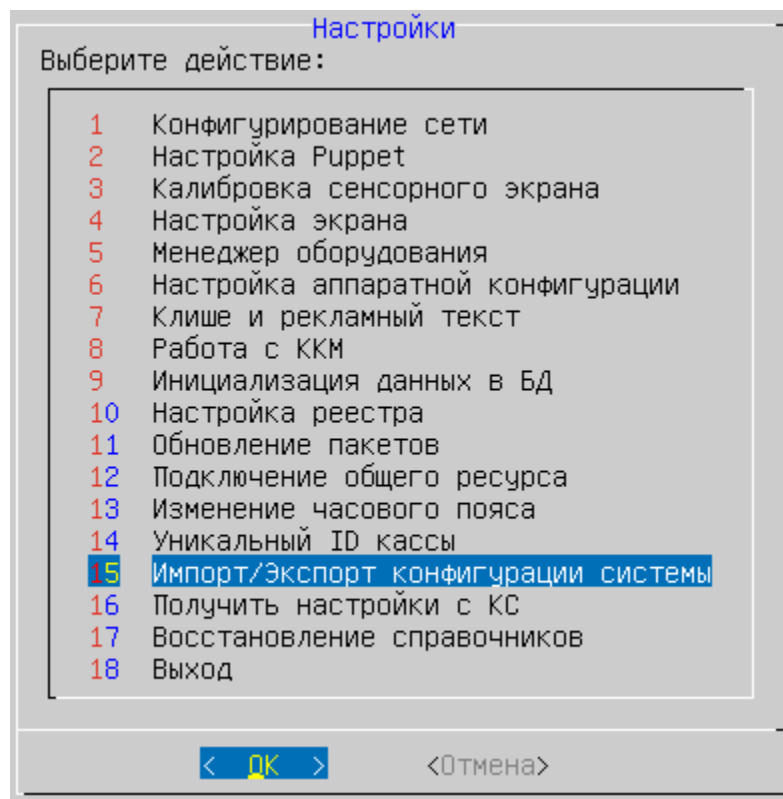 Настройки
Выберите действие:
1 Конфигурирование сети
2 Настройка Puppet
3 Калибровка сенсорного экрана
4 Настройка экрана
5 Менеджер оборудования
6 Настройка аппаратной конфигурации
7 Клише и рекламный текст
8 Работа с ККМ
9 Инициализация данных в БД
10 Настройка реестра
11 Обновление пакетов
12 Подключение общего ресурса
13 Изменение часового пояса
14 Уникальный ID кассы
15 Импорт/Экспорт конфигурации системы
16 Получить настройки с КС
17 Восстановление справочников
18 Выход
< OK > <Отмена>